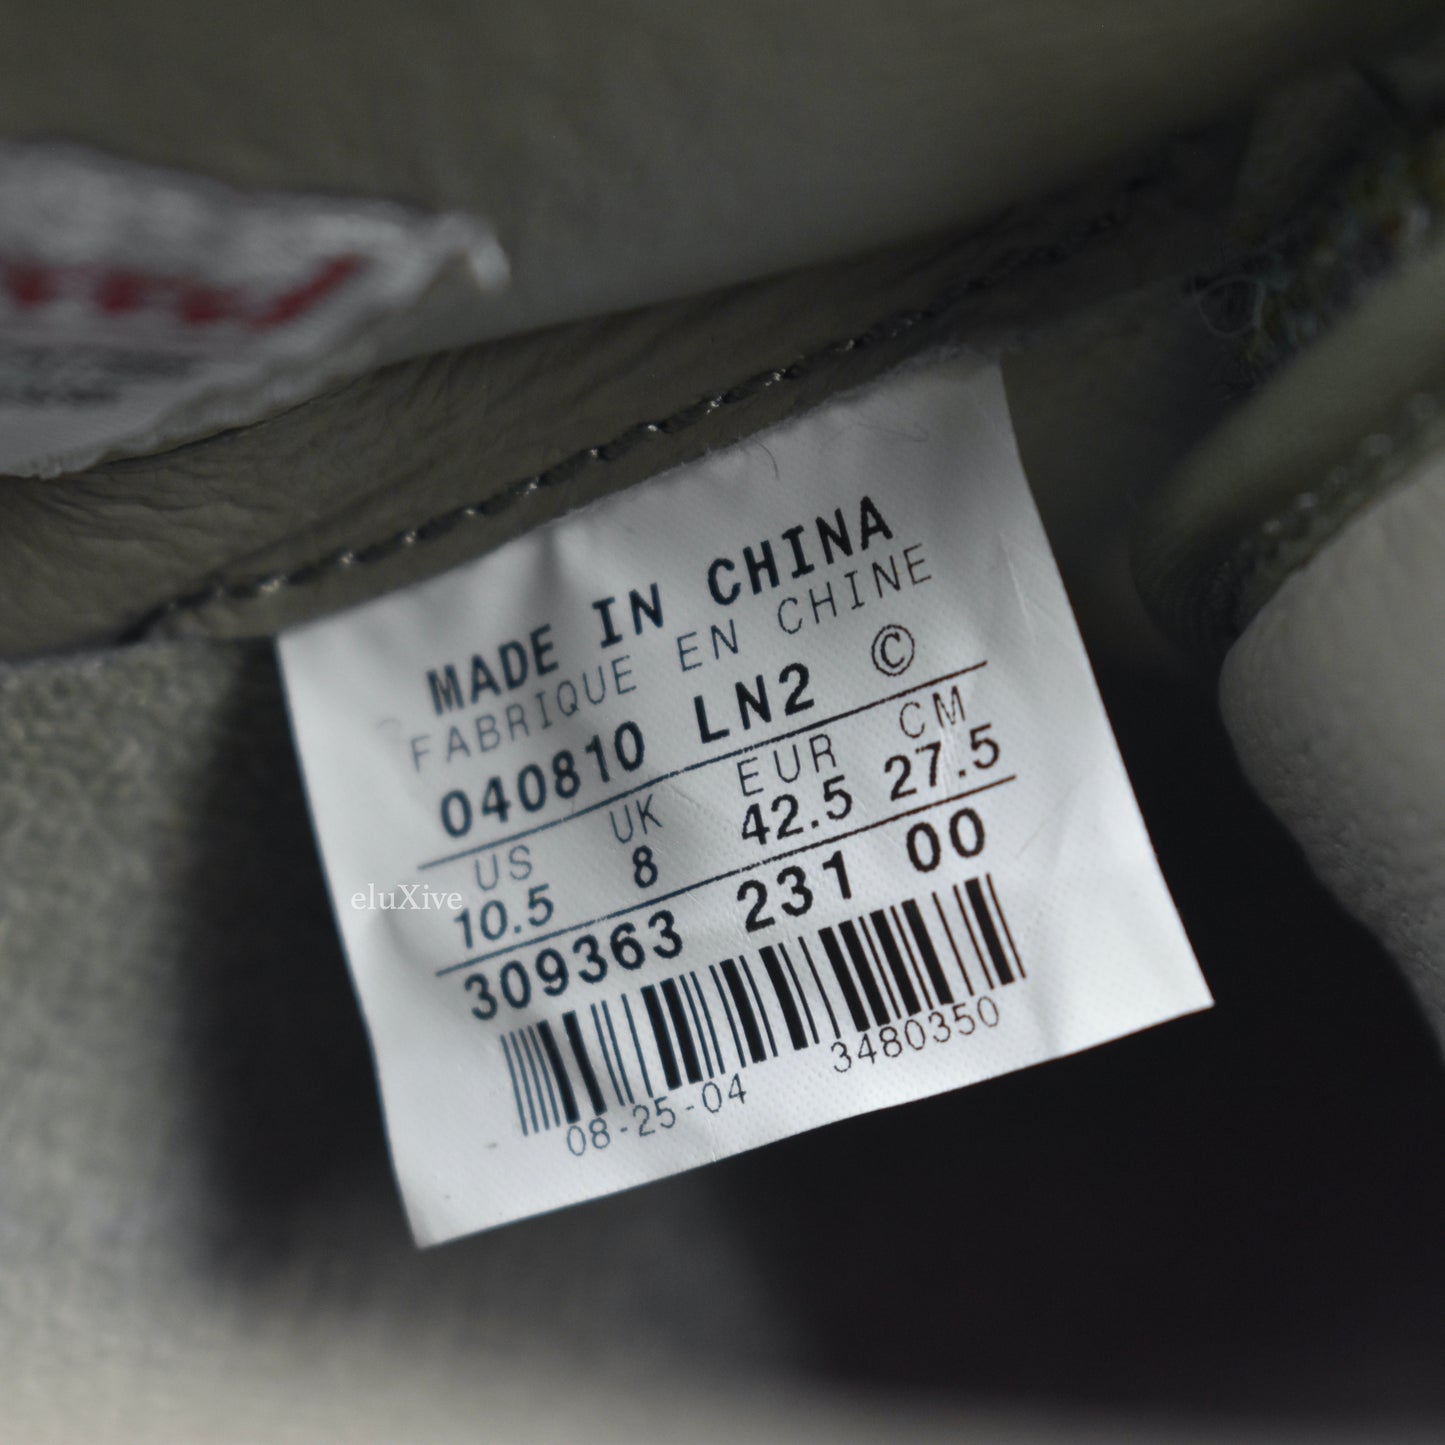 MADE IN CHINA
FABRIQUE EN CHINE
040810 LN2 ©
US UK EUR CM
10.5 8 42.5 27.5
309363 231 00
08-25-04 3480350
eluXive